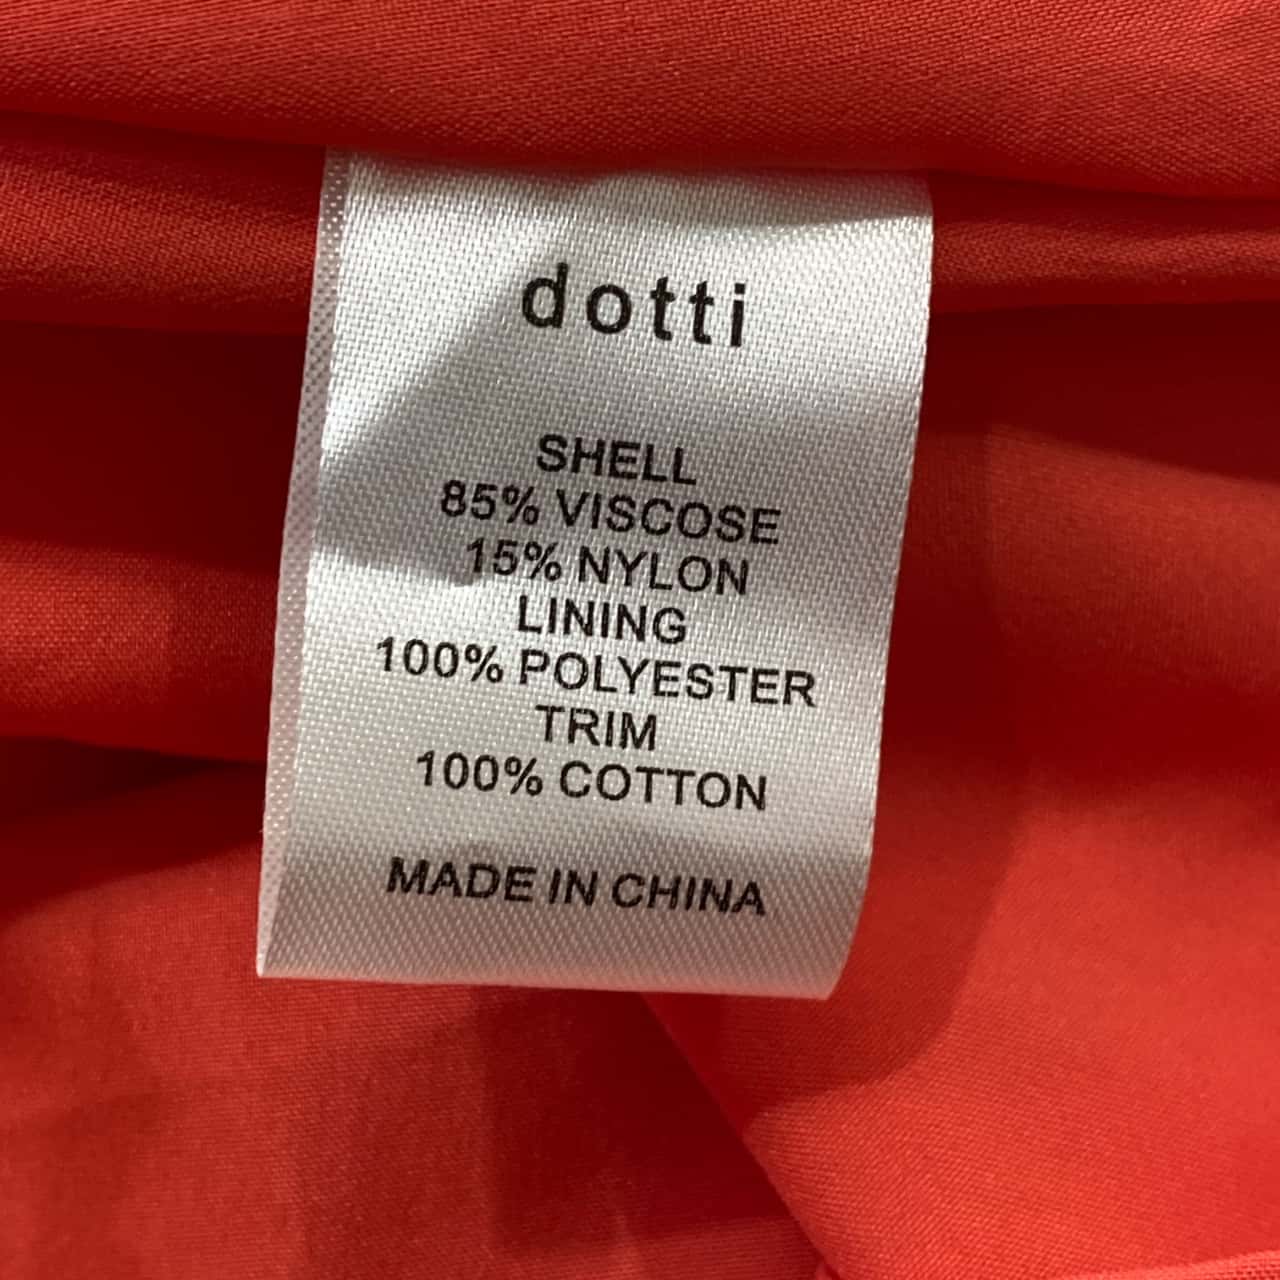 dotti
SHELL
85% VISCOSE
15% NYLON
LINING
100% POLYESTER
TRIM
100% COTTON
MADE IN CHINA